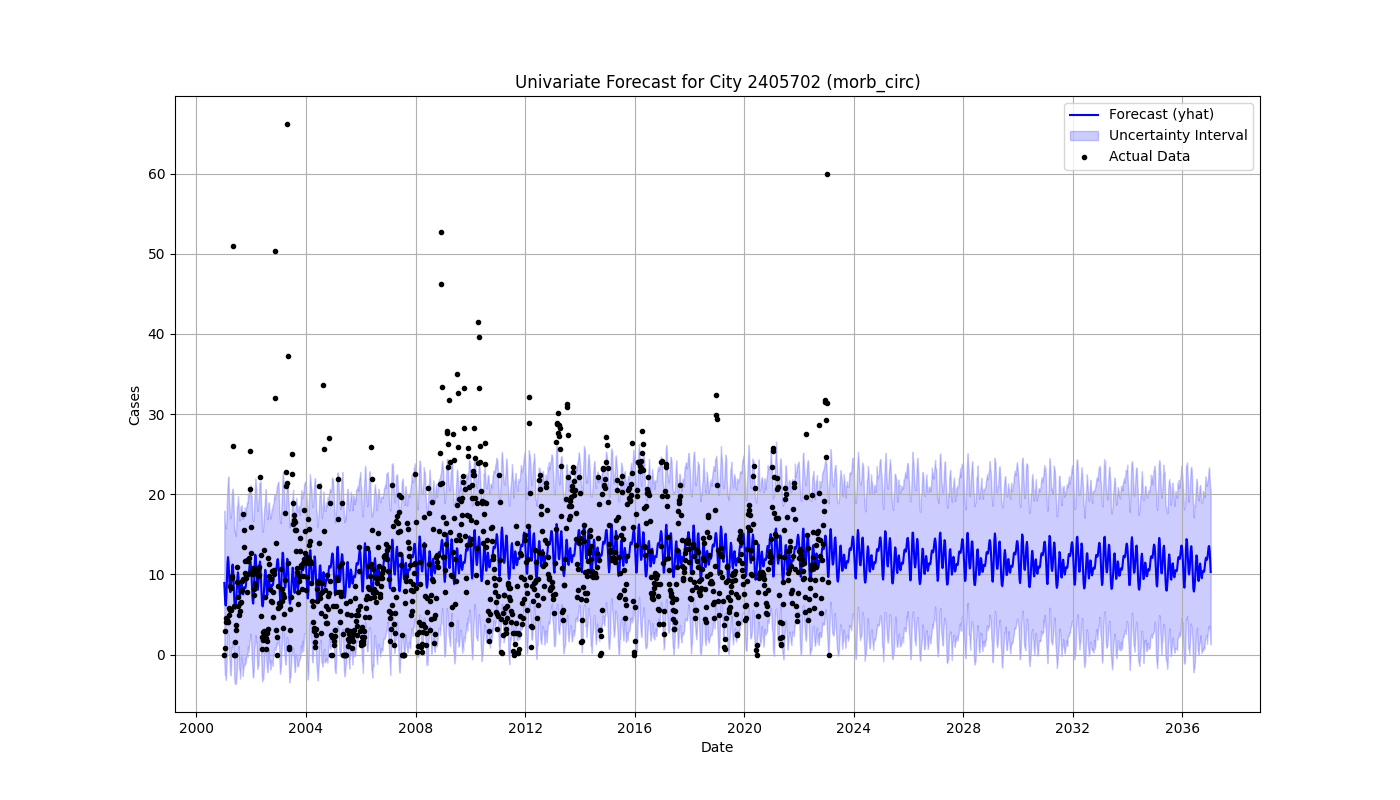 Univariate Forecast for City 2405702 (morb_circ)
Forecast (yhat)
Uncertainty Interval
Actual Data
Cases
60
50
40
30
20
10
0
2000 2004 2008 2012 2016 2020 2024 2028 2032 2036
Date